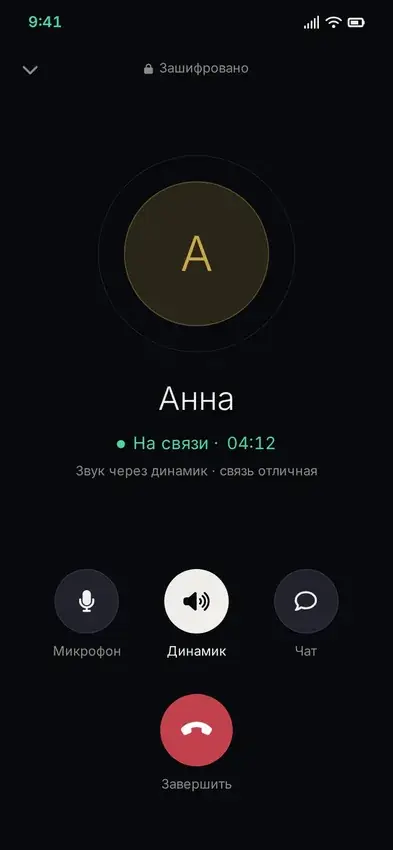 9:41
Зашифровано
А
Анна
На связи · 04:12
Звук через динамик · связь отличная
Микрофон
Динамик
Чат
Завершить